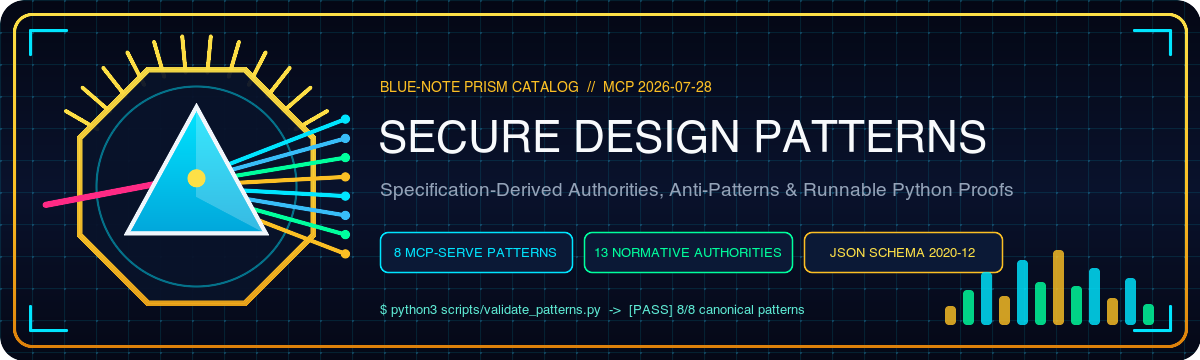 BLUE-NOTE PRISM CATALOG // MCP 2026-07-28
SECURE DESIGN PATTERNS
Specification-Derived Authorities, Anti-Patterns & Runnable Python Proofs
8 MCP-SERVE PATTERNS
13 NORMATIVE AUTHORITIES
JSON SCHEMA 2020-12
$ python3 scripts/validate_patterns.py -> [PASS] 8/8 canonical patterns